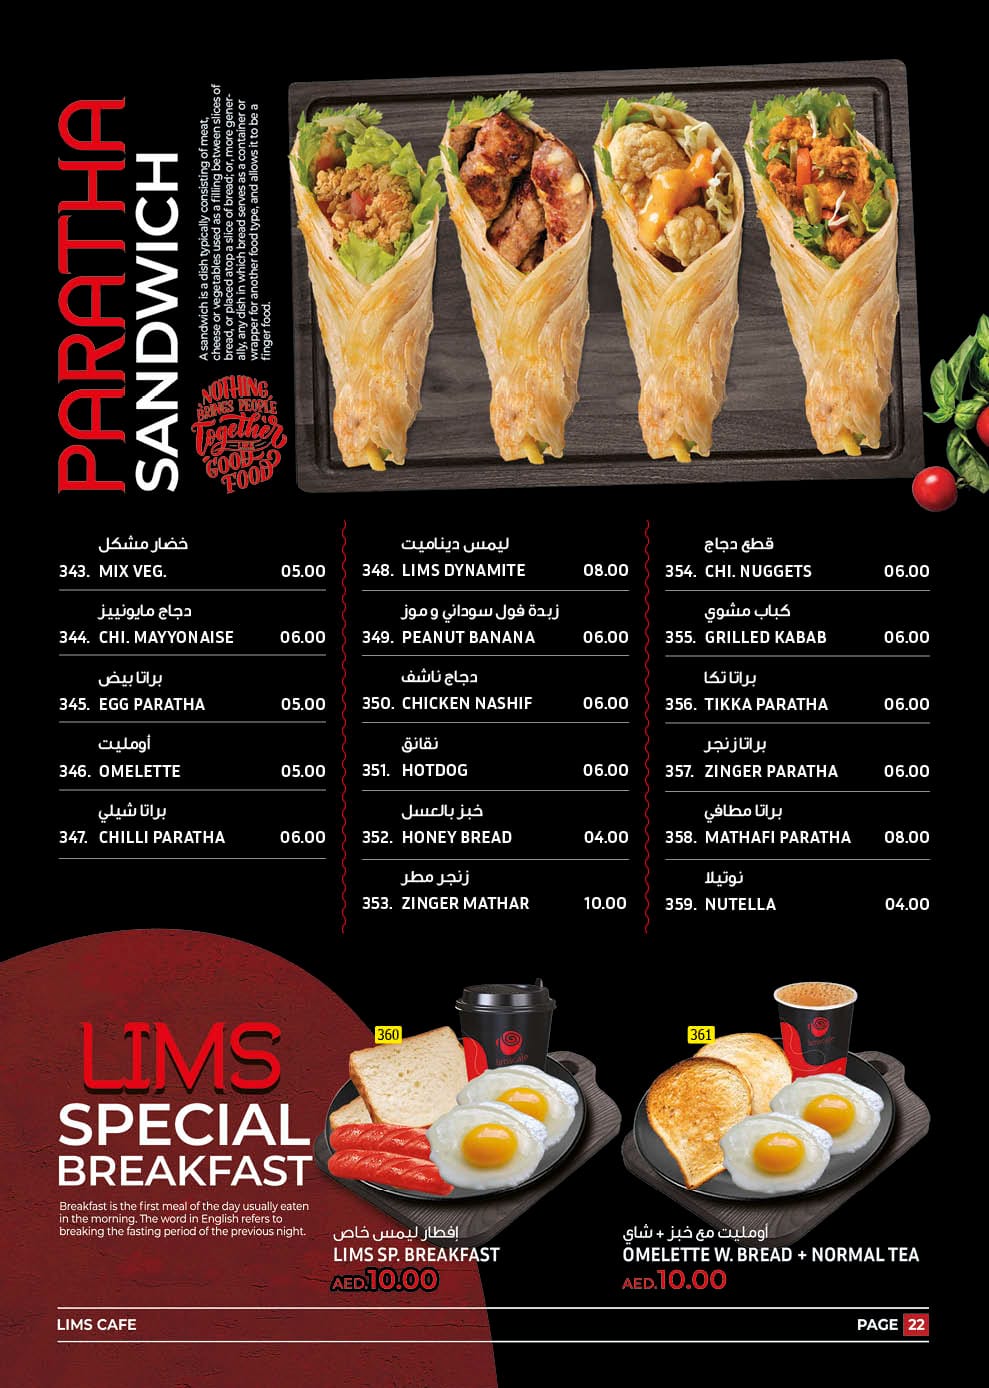 PARATHA
SANDWICH
A sandwich is a dish typically consisting of meat,
cheese or vegetables used as a filling between slices of
bread, or placed atop a slice of bread; or, more gener-
ally, any dish in which bread serves as a container or
wrapper for another food type, and allows it to be a
finger food.
NOTHING
BRINGS PEOPLE
Together
LIKE
GOOD
FOOD
خضار مشكل
343. MIX VEG. 05.00
دجاج مايونييز
344. CHI. MAYYONAISE 06.00
براتا بيض
345. EGG PARATHA 05.00
أومليت
346. OMELETTE 05.00
براتا شيلي
347. CHILLI PARATHA 06.00
ليمس ديناميت
348. LIMS DYNAMITE 08.00
زبدة فول سوداني و موز
349. PEANUT BANANA 06.00
دجاج ناشف
350. CHICKEN NASHIF 06.00
نقانق
351. HOTDOG 06.00
خبز بالعسل
352. HONEY BREAD 04.00
زنجر مطر
353. ZINGER MATHAR 10.00
قطع دجاج
354. CHI. NUGGETS 06.00
كباب مشوي
355. GRILLED KABAB 06.00
براتا تكا
356. TIKKA PARATHA 06.00
براتا زنجر
357. ZINGER PARATHA 06.00
براتا مطافي
358. MATHAFI PARATHA 08.00
نوتيلا
359. NUTELLA 04.00
LIMS
SPECIAL
BREAKFAST
Breakfast is the first meal of the day usually eaten
in the morning. The word in English refers to
breaking the fasting period of the previous night.
360
limscafe
إفطار ليمس خاص
LIMS SP. BREAKFAST
AED.10.00
361
limscafe
أومليت مع خبز + شاي
OMELETTE W. BREAD + NORMAL TEA
AED.10.00
LIMS CAFE
PAGE 22